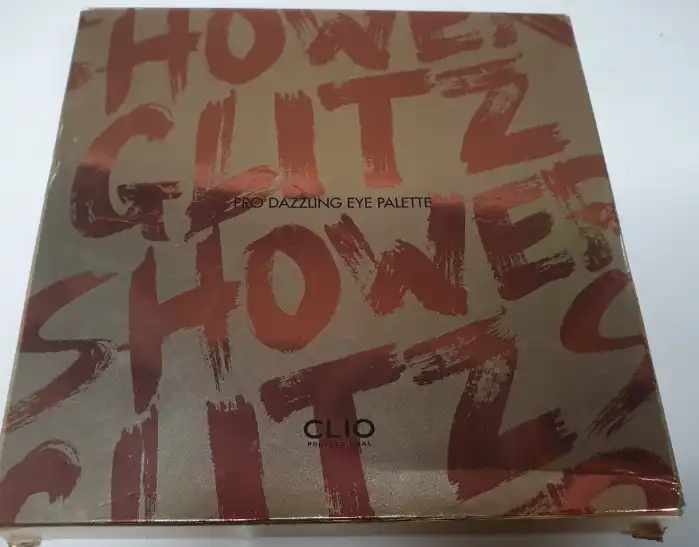 SHOWER
GLITZ
PRO DAZZLING EYE PALETTE
SHOWER
GLITZ
CLIO
PROFESSIONAL